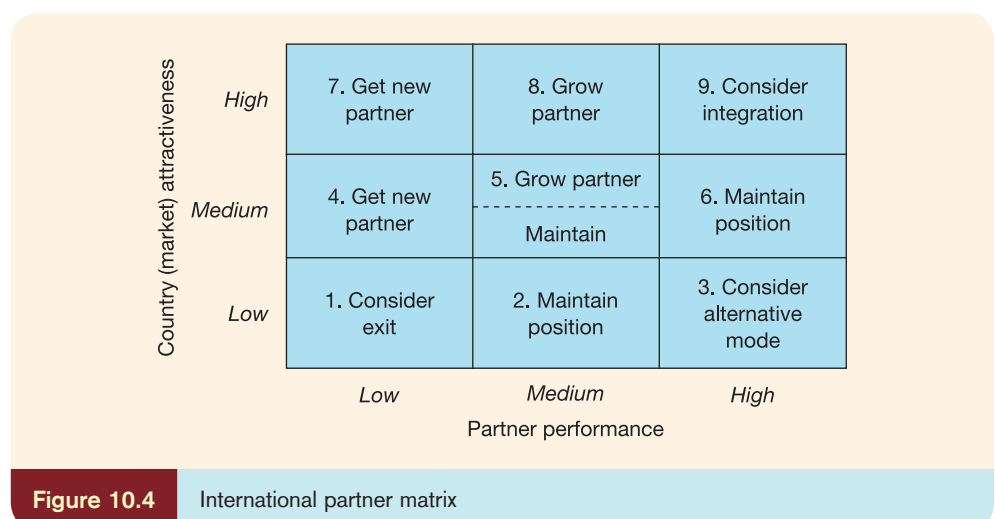 Country (market) attractiveness
High
7. Get new
partner
8. Grow
partner
9. Consider
integration
Medium
4. Get new
partner
5. Grow partner
Maintain
6. Maintain
position
Low
1. Consider
exit
2. Maintain
position
3. Consider
alternative
mode
Low
Medium
High
Partner performance
Figure 10.4
International partner matrix